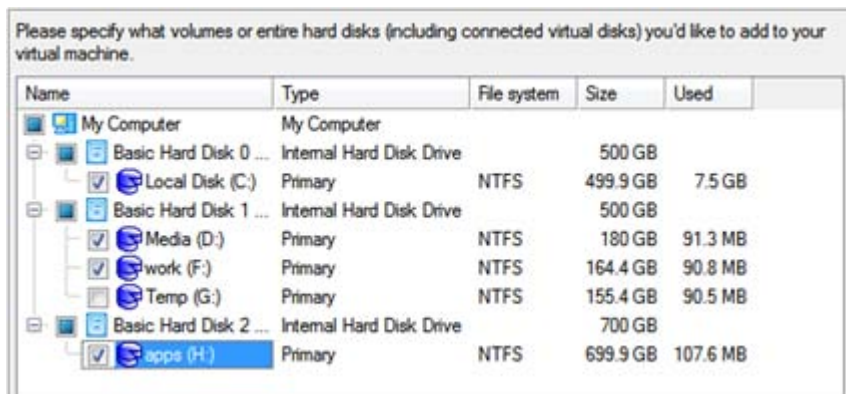 Please specify what volumes or entire hard disks (including connected virtual disks) you'd like to add to your
virtual machine.
Name Type File system Size Used
My Computer My Computer
Basic Hard Disk 0 ... Internal Hard Disk Drive 500 GB
Local Disk (C:) Primary NTFS 499.9 GB 7.5 GB
Basic Hard Disk 1 ... Internal Hard Disk Drive 500 GB
Media (D:) Primary NTFS 180 GB 91.3 MB
work (F:) Primary NTFS 164.4 GB 90.8 MB
Temp (G:) Primary NTFS 155.4 GB 90.5 MB
Basic Hard Disk 2 ... Internal Hard Disk Drive 700 GB
apps (H:) Primary NTFS 699.9 GB 107.6 MB